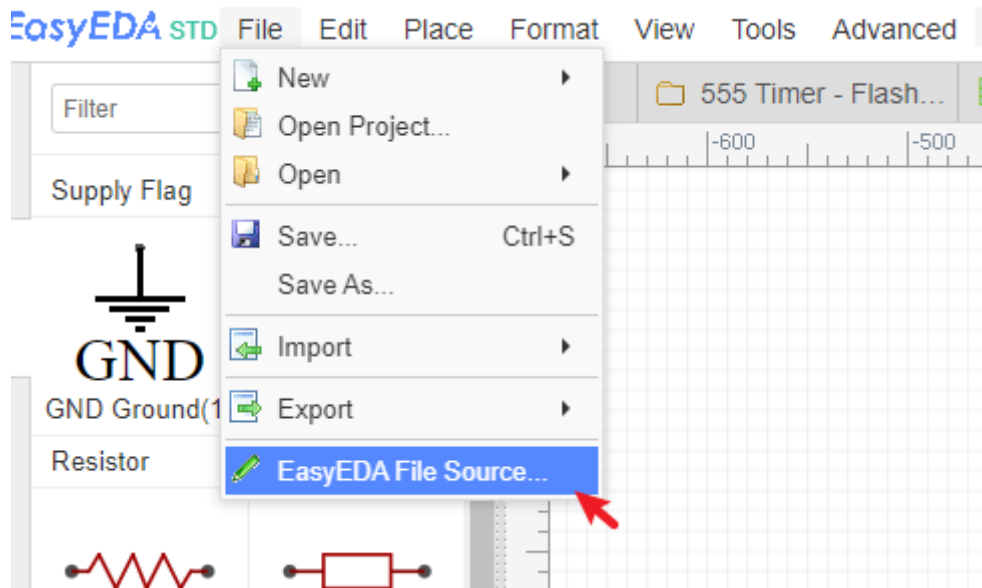 EasyEDA STD File Edit Place Format View Tools Advanced
Filter
New
555 Timer - Flash...
Open Project...
-600 -500
Open
Supply Flag
Save... Ctrl+S
Save As...
Import
GND
Export
GND Ground(1
Resistor
EasyEDA File Source...